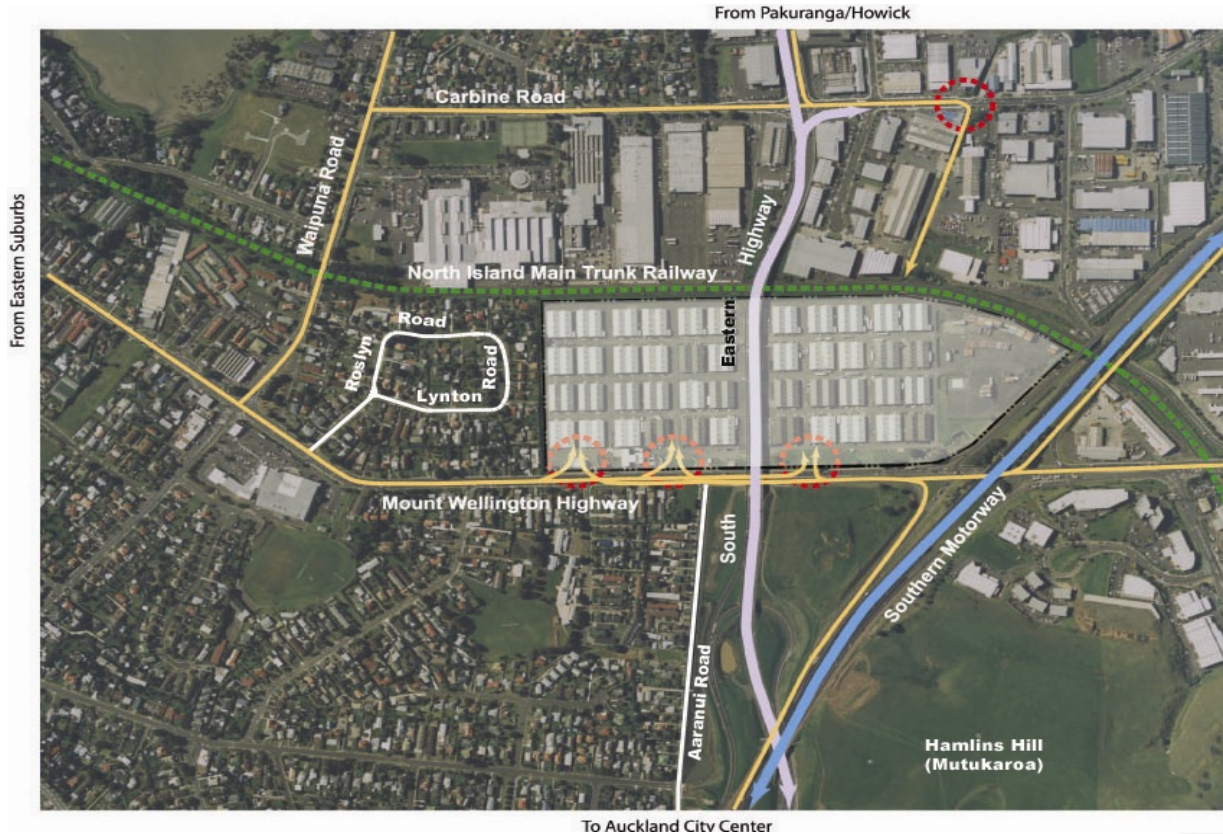 From Pakuranga/Howick
Carbine Road
Waipuna Road
Highway
From Eastern Suburbs
North Island Main Trunk Railway
Eastern
Road
Roslyn
Road
Lynton
Mount Wellington Highway
South
Southern Motorway
Aaranui Road
Hamlins Hill
(Mutukaroa)
To Auckland City Center